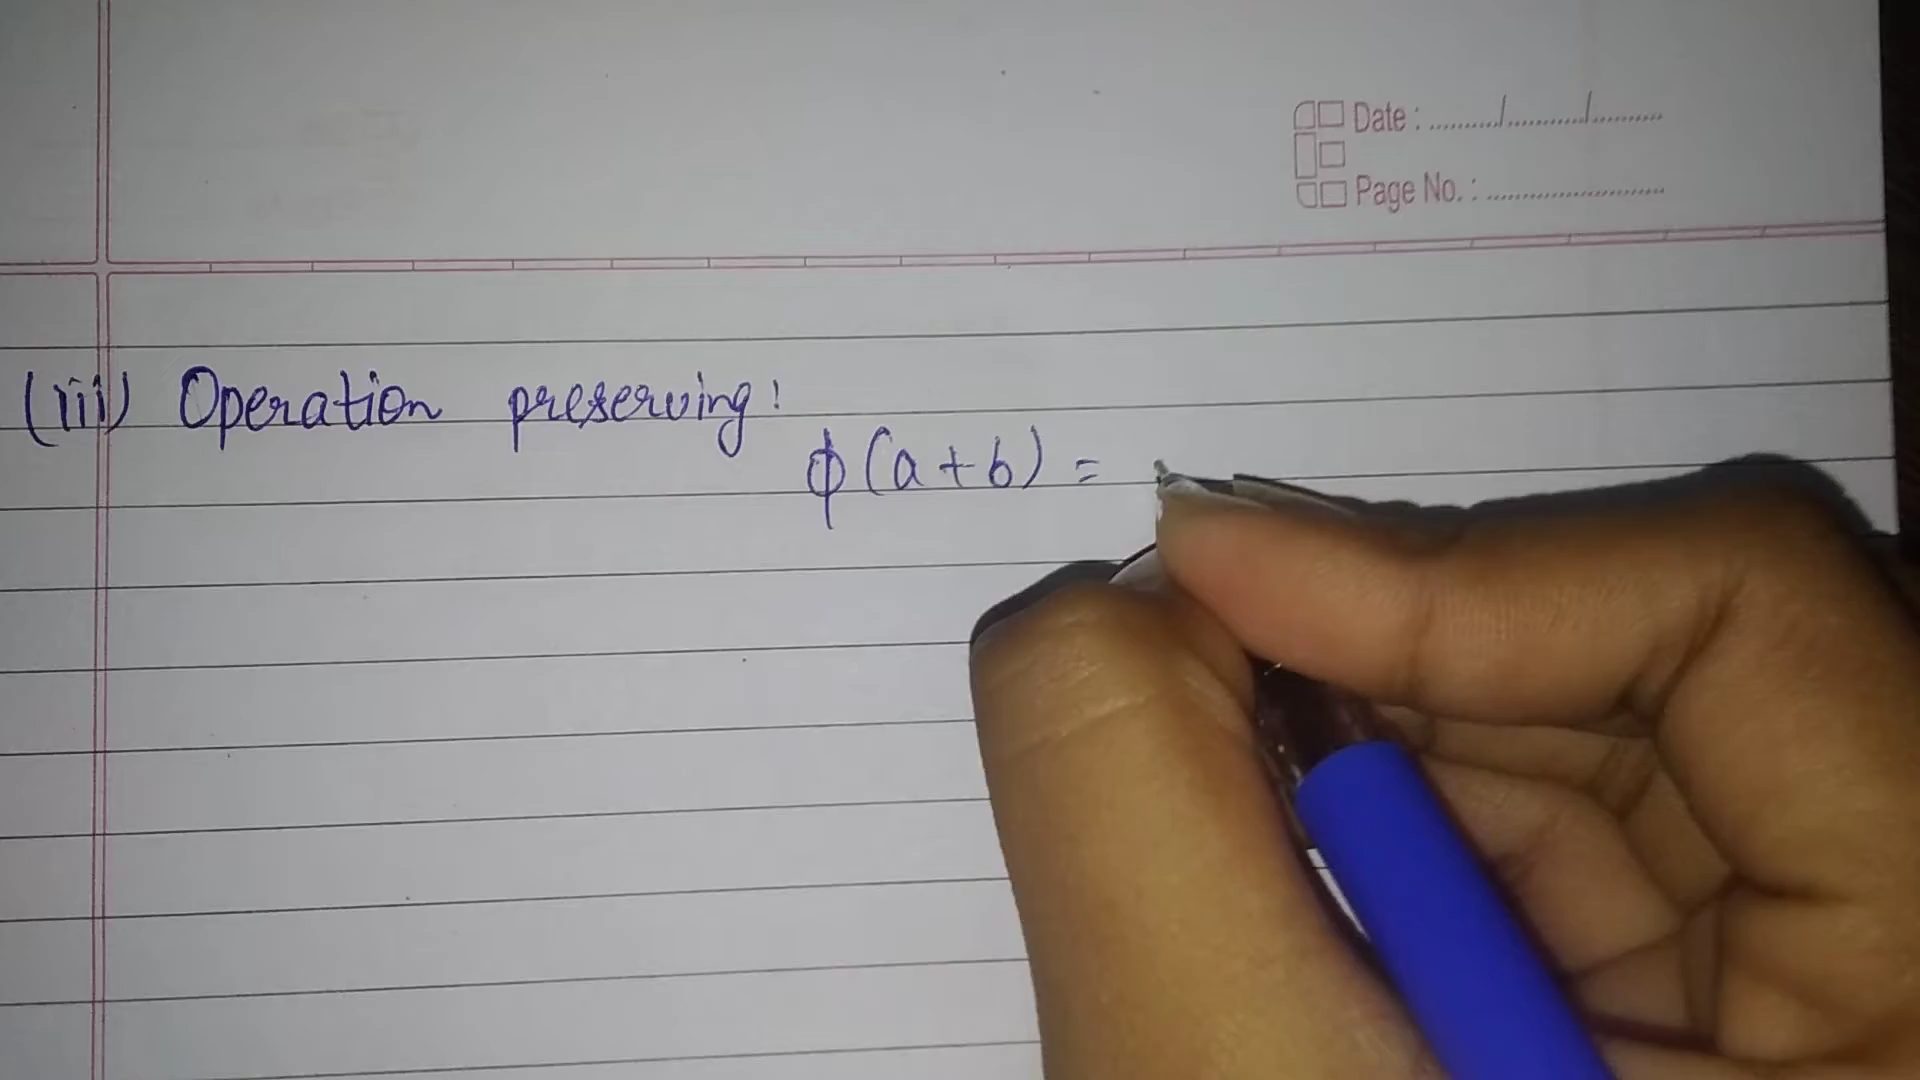 Date : ........../........../..........
Page No. : ..............................
(iii) Operation preserving:
ϕ(a+b) =